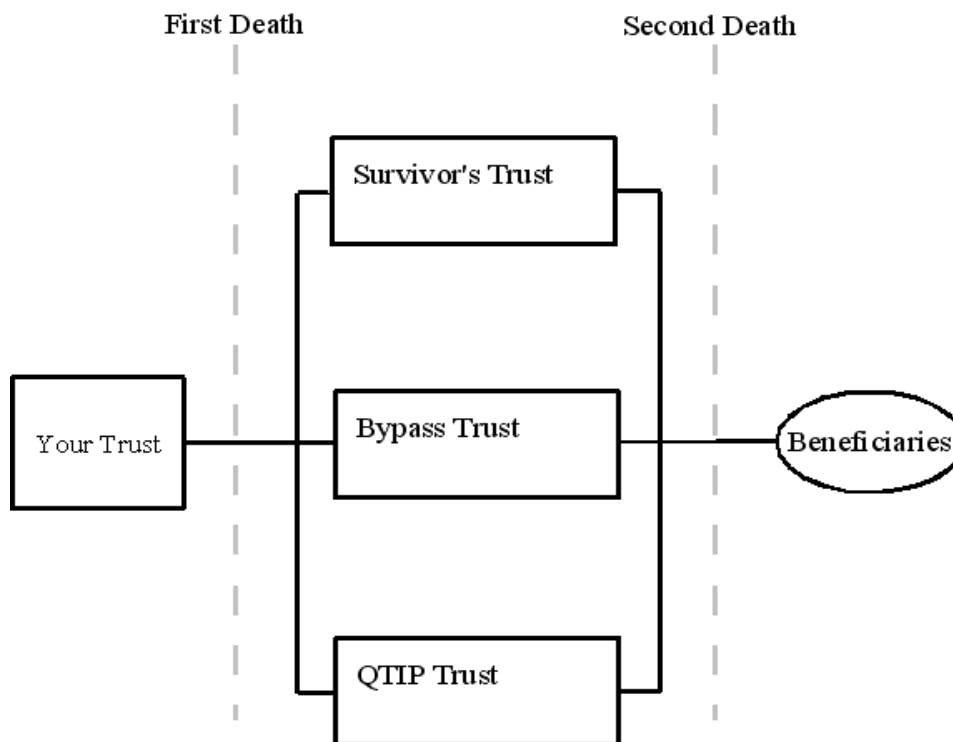 First Death
Second Death
Survivor's Trust
Your Trust
Bypass Trust
Beneficiaries
QTIP Trust